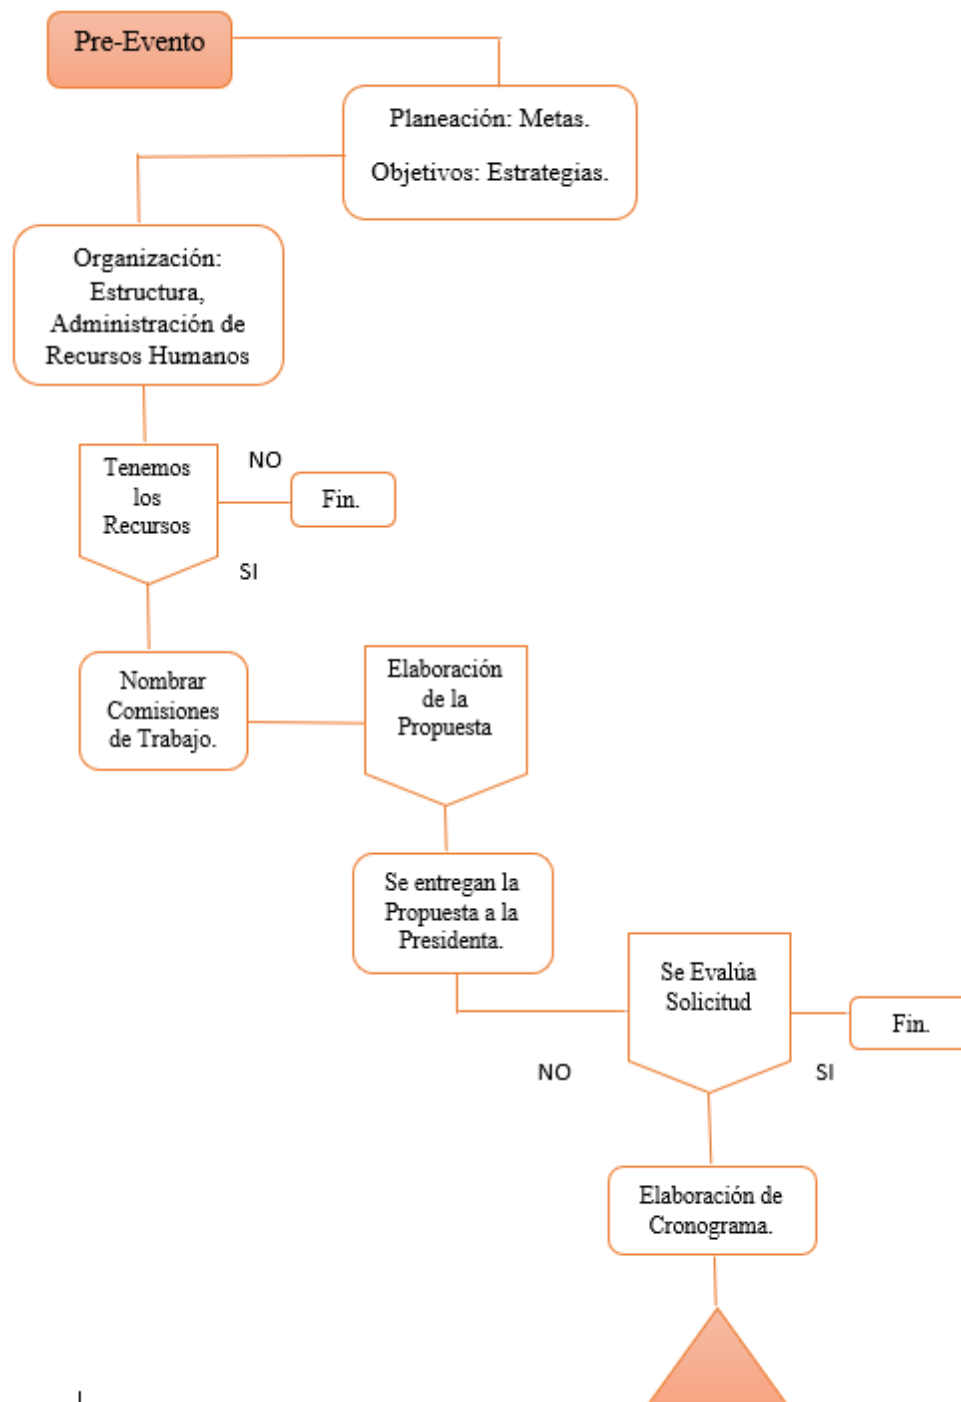 Pre-Evento
Planeación: Metas.
Objetivos: Estrategias.
Organización:
Estructura,
Administración de
Recursos Humanos
Tenemos
los
Recursos
NO
Fin.
SI
Nombrar
Comisiones
de Trabajo.
Elaboración
de la
Propuesta
Se entregan la
Propuesta a la
Presidenta.
Se Evalúa
Solicitud
Fin.
NO
SI
Elaboración de
Cronograma.